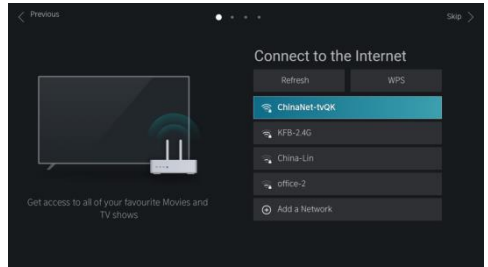 Previous
Skip
Connect to the Internet
Refresh
WPS
ChinaNet-tvQK
KFB-2.4G
China-Lin
office-2
Add a Network
Get access to all of your favourite Movies and
TV shows